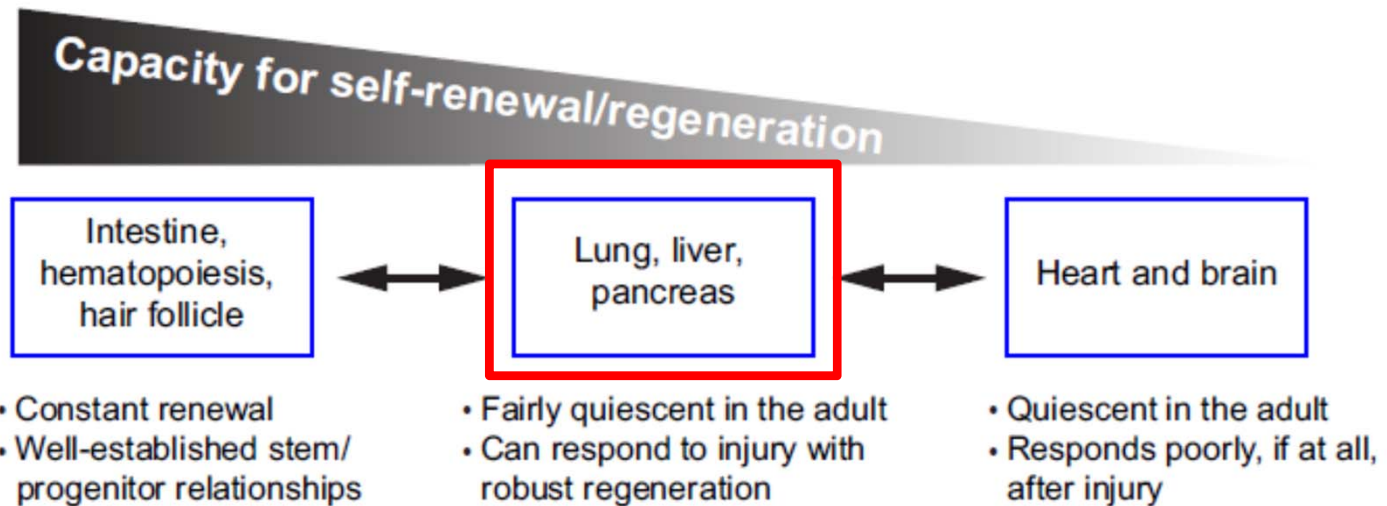 Capacity for self-renewal/regeneration
Intestine,
hematopoiesis,
hair follicle
Lung, liver,
pancreas
Heart and brain
• Constant renewal
• Well-established stem/
progenitor relationships
• Fairly quiescent in the adult
• Can respond to injury with
robust regeneration
• Quiescent in the adult
• Responds poorly, if at all,
after injury